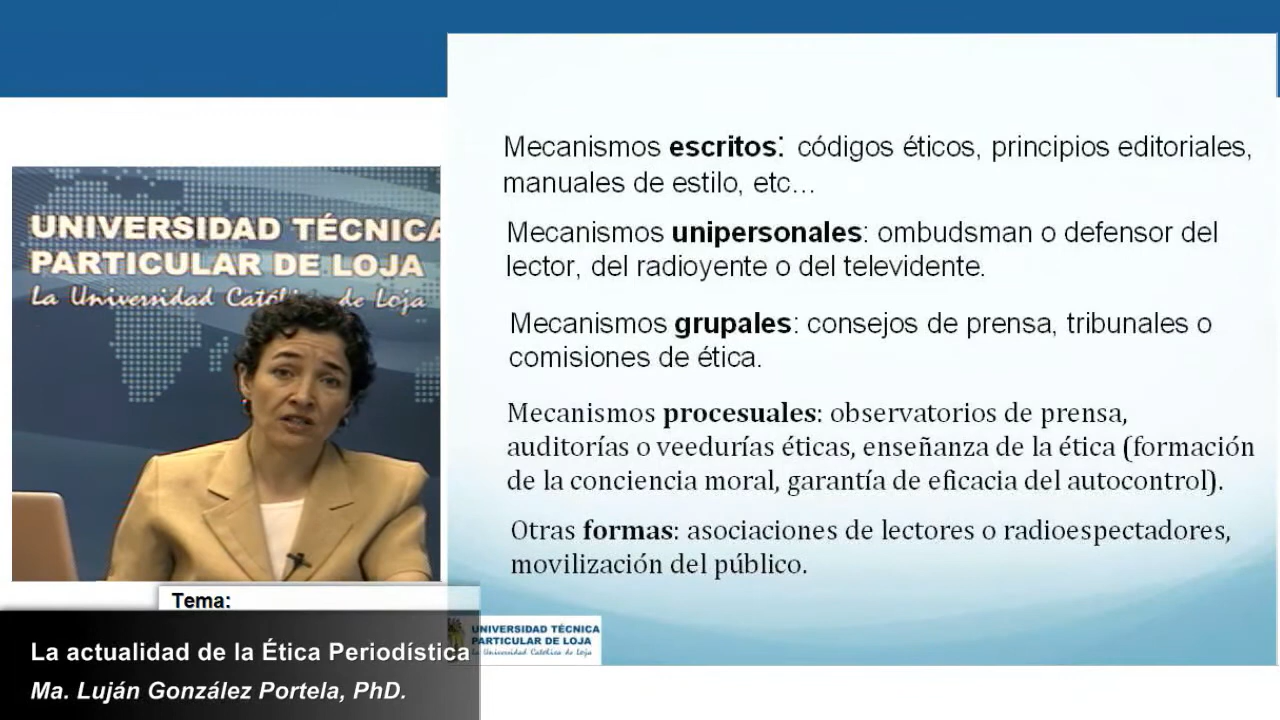 Mecanismos escritos: códigos éticos, principios editoriales,
manuales de estilo, etc...
Mecanismos unipersonales: ombudsman o defensor del
lector, del radioyente o del televidente.
Mecanismos grupales: consejos de prensa, tribunales o
comisiones de ética.
Mecanismos procesuales: observatorios de prensa,
auditorías o veedurías éticas, enseñanza de la ética (formación
de la conciencia moral, garantía de eficacia del autocontrol).
Otras formas: asociaciones de lectores o radioespectadores,
movilización del público.
UNIVERSIDAD TÉCNICA
PARTICULAR DE LOJA
La Universidad Católica de Loja
Tema:
La actualidad de la Ética Periodística
Ma. Luján González Portela, PhD.
UNIVERSIDAD TÉCNICA
PARTICULAR DE LOJA
La Universidad Católica de Loja